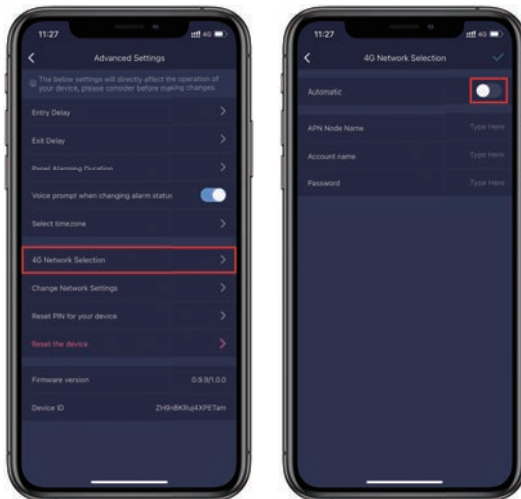 11:27
4G
Advanced Settings
The below settings will directly affect the operation of
your device, please consider before making changes.
Entry Delay
Exit Delay
Panel Alarming Duration
Voice prompt when changing alarm status
Select timezone
4G Network Selection
Change Network Settings
Reset PIN for your device
Reset the device
Firmware version 0.9.9/1.0.0
Device ID ZH9nBKRuj4XPETam
11:27
4G
4G Network Selection
Automatic
APN Node Name Type Here
Account name Type Here
Password Type Here